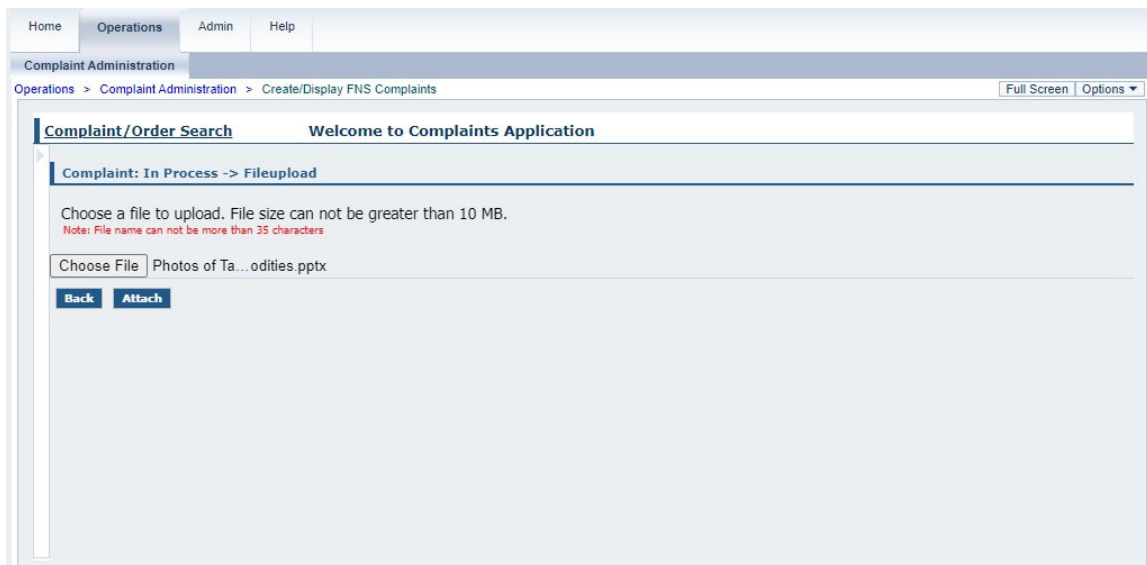 Home Operations Admin Help
Complaint Administration
Operations > Complaint Administration > Create/Display FNS Complaints Full Screen Options
Complaint/Order Search Welcome to Complaints Application
Complaint: In Process -> Fileupload
Choose a file to upload. File size can not be greater than 10 MB.
Note: File name can not be more than 35 characters
Choose File Photos of Ta...odities.pptx
Back Attach